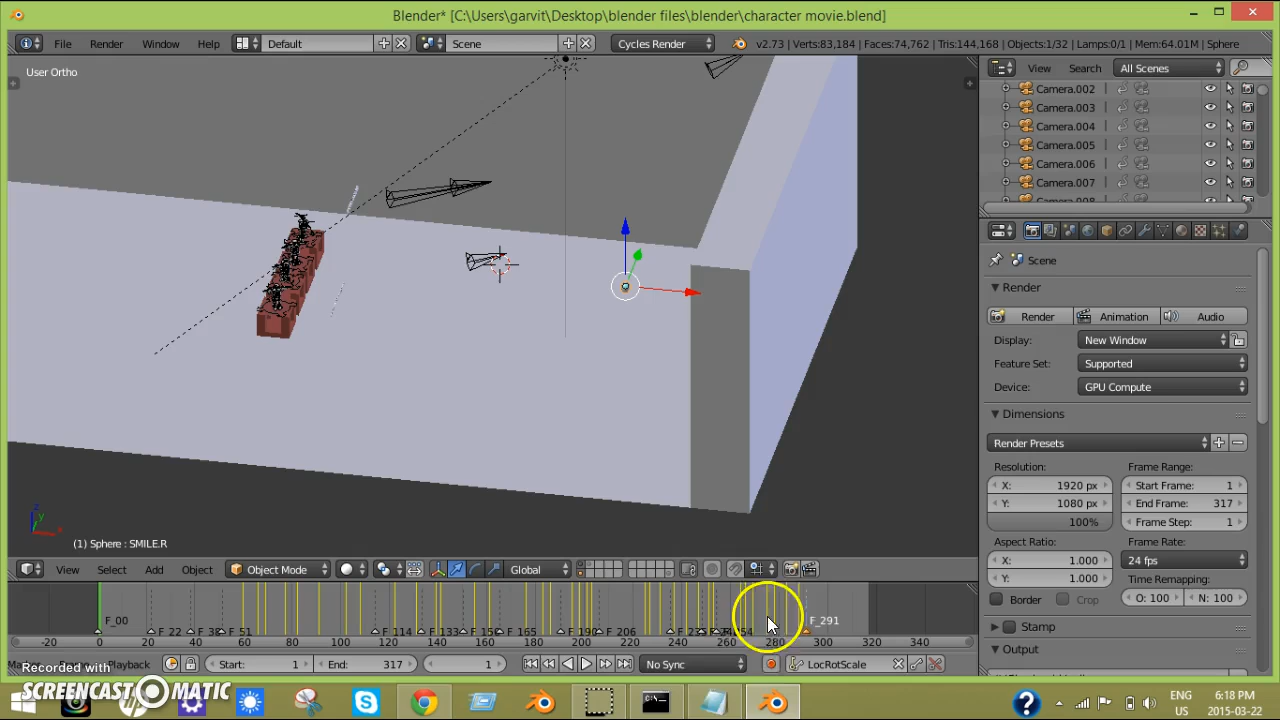 Blender* [C:\Users\garvit\Desktop\blender files\blender\character movie.blend]
File Render Window Help Default Scene Cycles Render v2.73 | Verts:83,184 | Faces:74,762 | Tris:144,168 | Objects:1/32 | Lamps:0/1 | Mem:64.01M | Sphere
User Ortho
View Search All Scenes
Camera.002
Camera.003
Camera.004
Camera.005
Camera.006
Camera.007
Scene
Render
Render Animation Audio
Display: New Window
Feature Set: Supported
Device: GPU Compute
Dimensions
Render Presets
Resolution: Frame Range:
X: 1920 px Start Frame: 1
Y: 1080 px End Frame: 317
100% Frame Step: 1
Aspect Ratio: Frame Rate:
X: 1.000 24 fps
Y: 1.000 Time Remapping:
Border Crop O: 100 N: 100
Stamp
Output
(1) Sphere : SMILE.R
View Select Add Object Object Mode Global
F_00 F_291
F_22 F_51 F_114 F_133 F_165 F_206
-20 0 20 40 60 80 100 120 140 160 180 200 220 240 260 280 300 320 340
Playback Start: 1 End: 317 1 No Sync LocRotScale
Recorded with
SCREENCAST MATIC
ENG 6:18 PM
US 2015-03-22